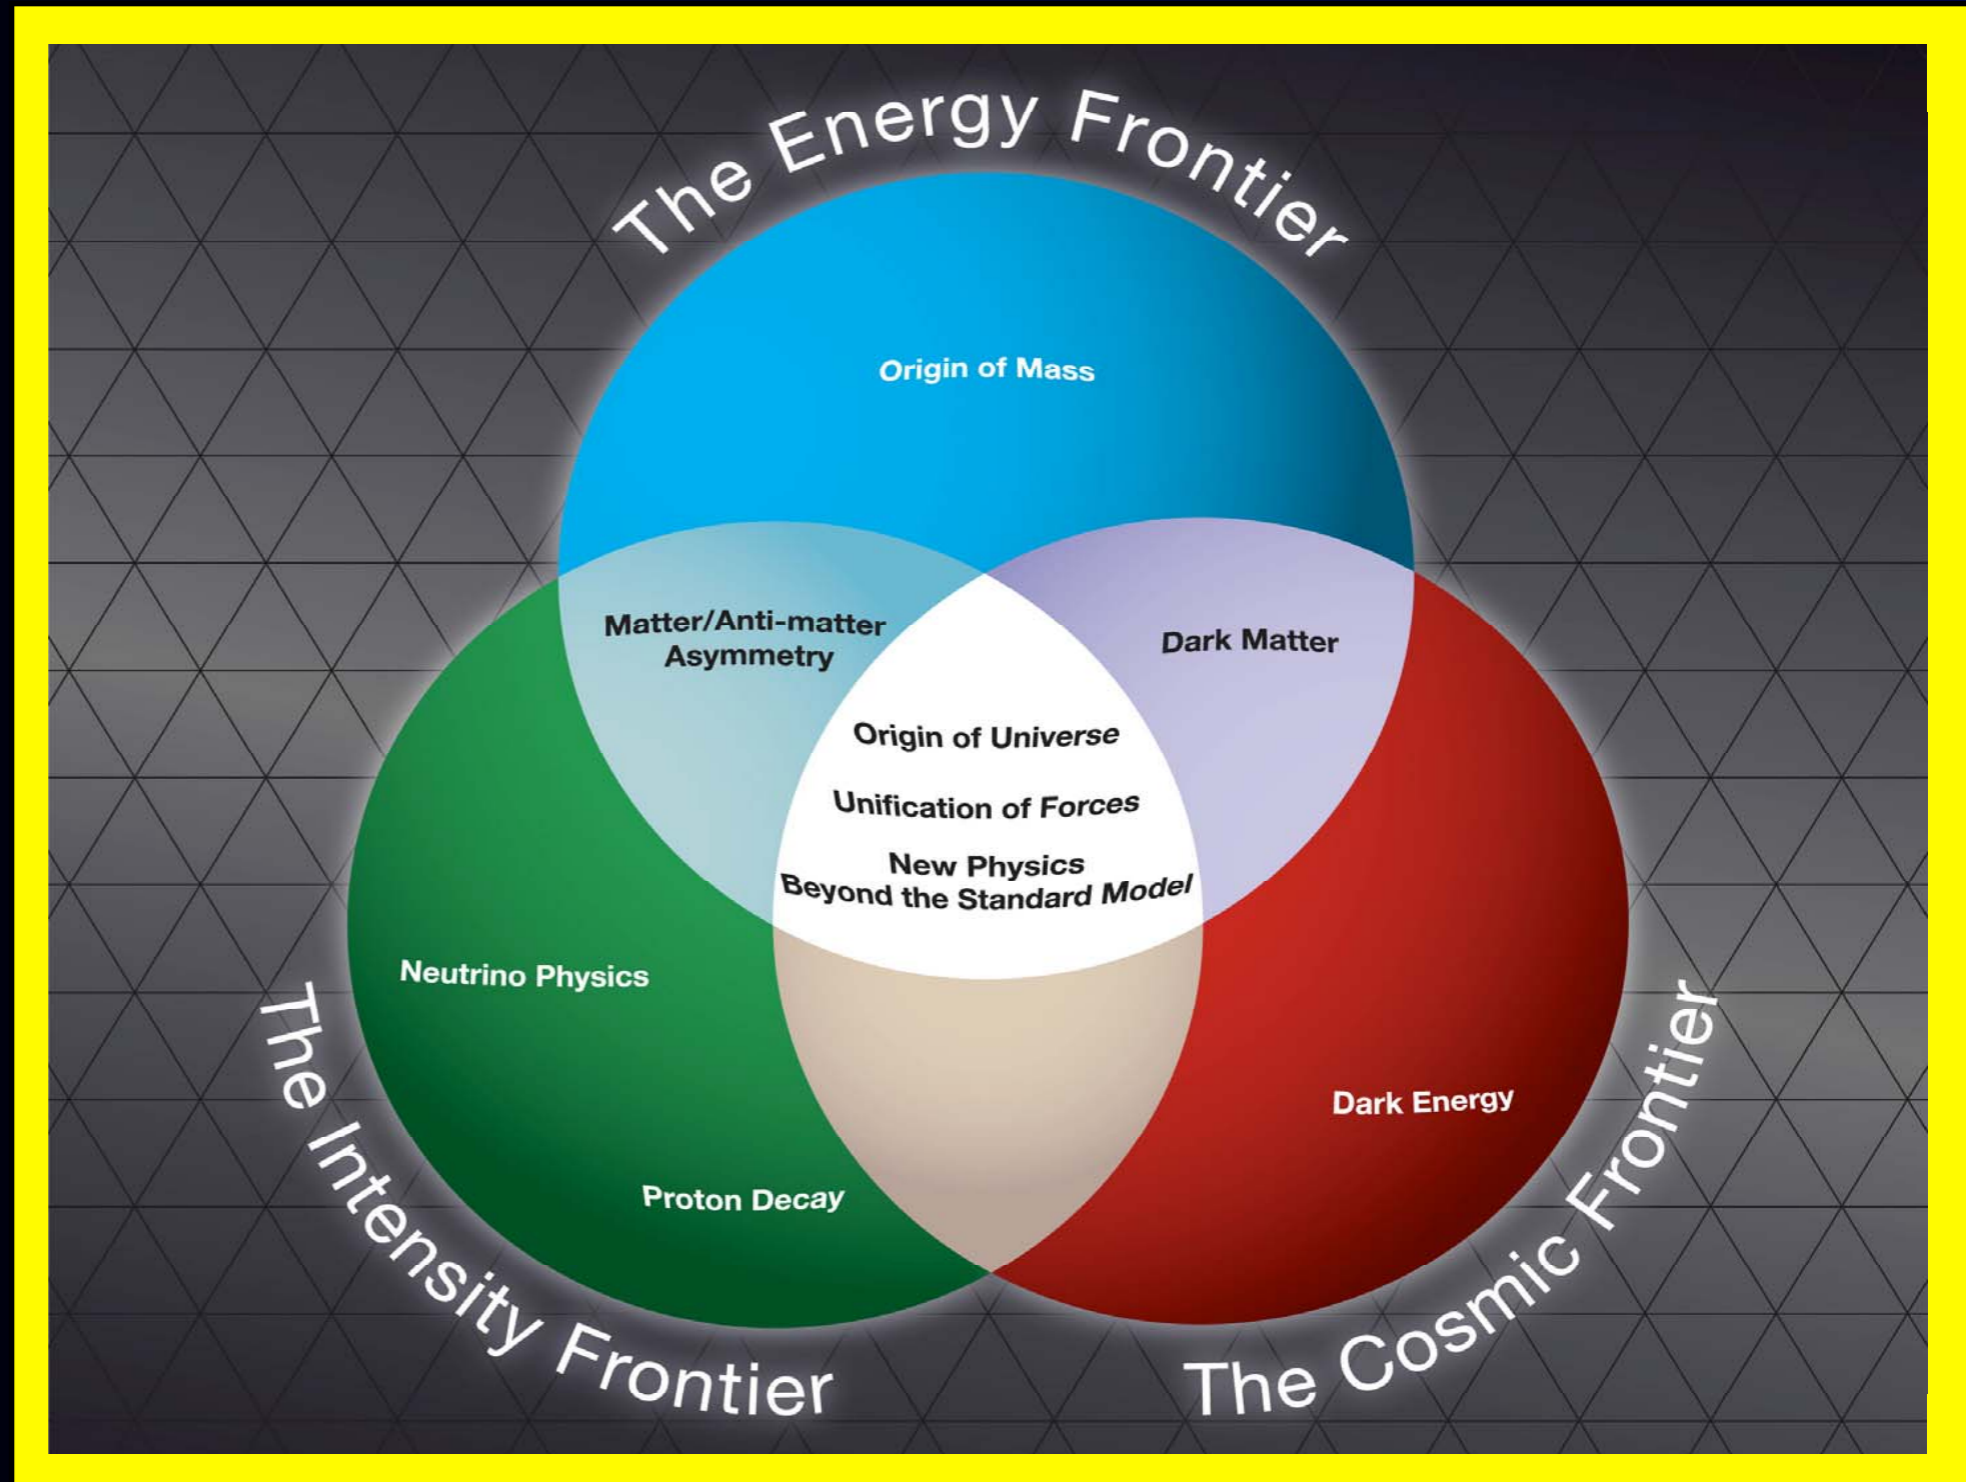 The Energy Frontier
Origin of Mass
Matter/Anti-matter
Asymmetry
Dark Matter
Origin of Universe
Unification of Forces
New Physics
Beyond the Standard Model
Neutrino Physics
Dark Energy
Proton Decay
The Intensity Frontier
The Cosmic Frontier